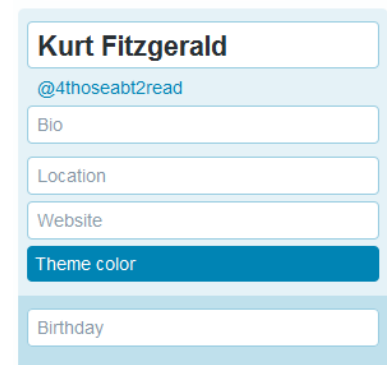 Kurt Fitzgerald
@4thoseabt2read
Bio
Location
Website
Theme color
Birthday